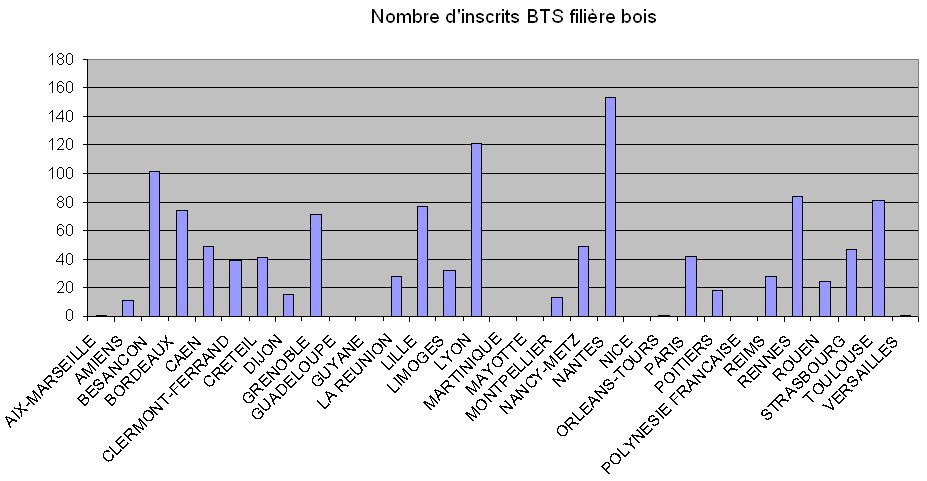 Nombre d'inscrits BTS filière bois
180
160
140
120
100
80
60
40
20
0
AIX-MARSEILLE
AMIENS
BESANCON
BORDEAUX
CAEN
CLERMONT-FERRAND
CRETEIL
DIJON
GRENOBLE
GUADELOUPE
GUYANE
LA REUNION
LILLE
LIMOGES
LYON
MARTINIQUE
MAYOTTE
MONTPELLIER
NANCY-METZ
NANTES
NICE
ORLEANS-TOURS
PARIS
POITIERS
POLYNESIE FRANCAISE
REIMS
RENNES
ROUEN
STRASBOURG
TOULOUSE
VERSAILLES